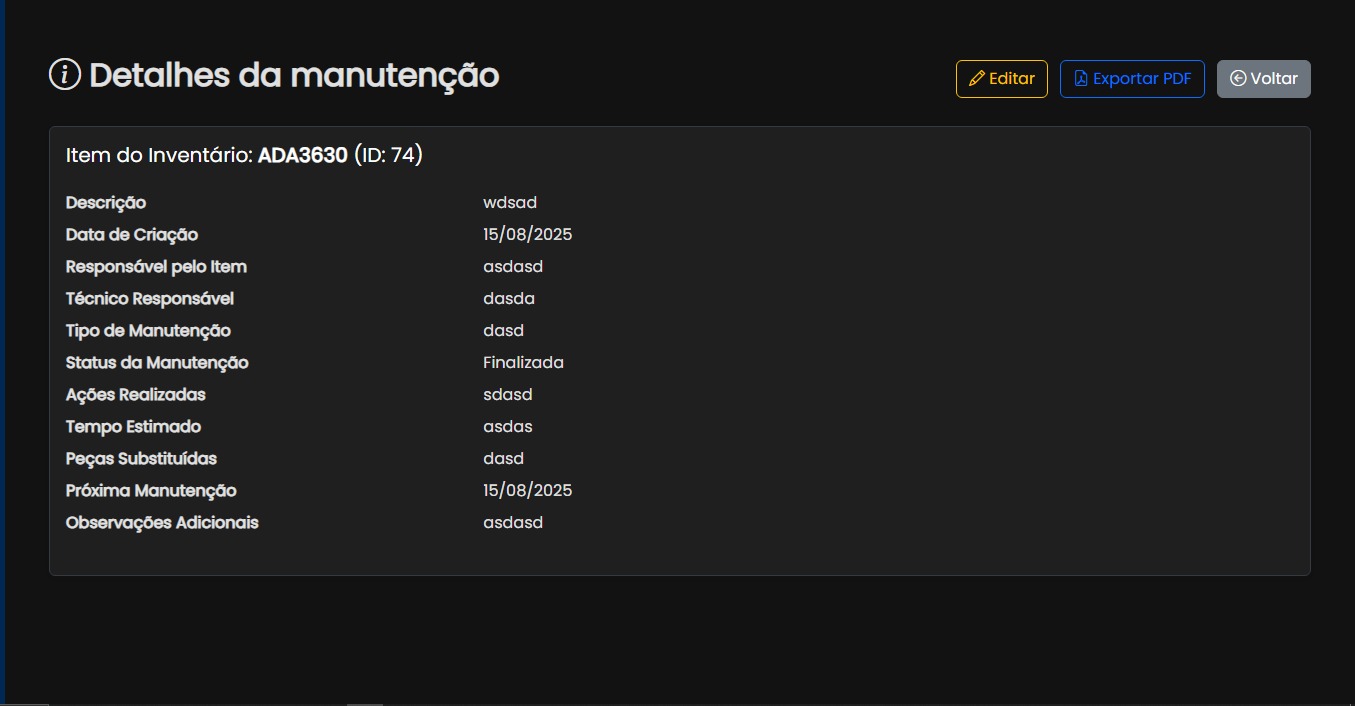 Detalhes da manutenção
Editar
Exportar PDF
Voltar
Item do Inventário: ADA3630 (ID: 74)
Descrição wdsad
Data de Criação 15/08/2025
Responsável pelo Item asdasd
Técnico Responsável dasda
Tipo de Manutenção dasd
Status da Manutenção Finalizada
Ações Realizadas sdasd
Tempo Estimado asdas
Peças Substituídas dasd
Próxima Manutenção 15/08/2025
Observações Adicionais asdasd